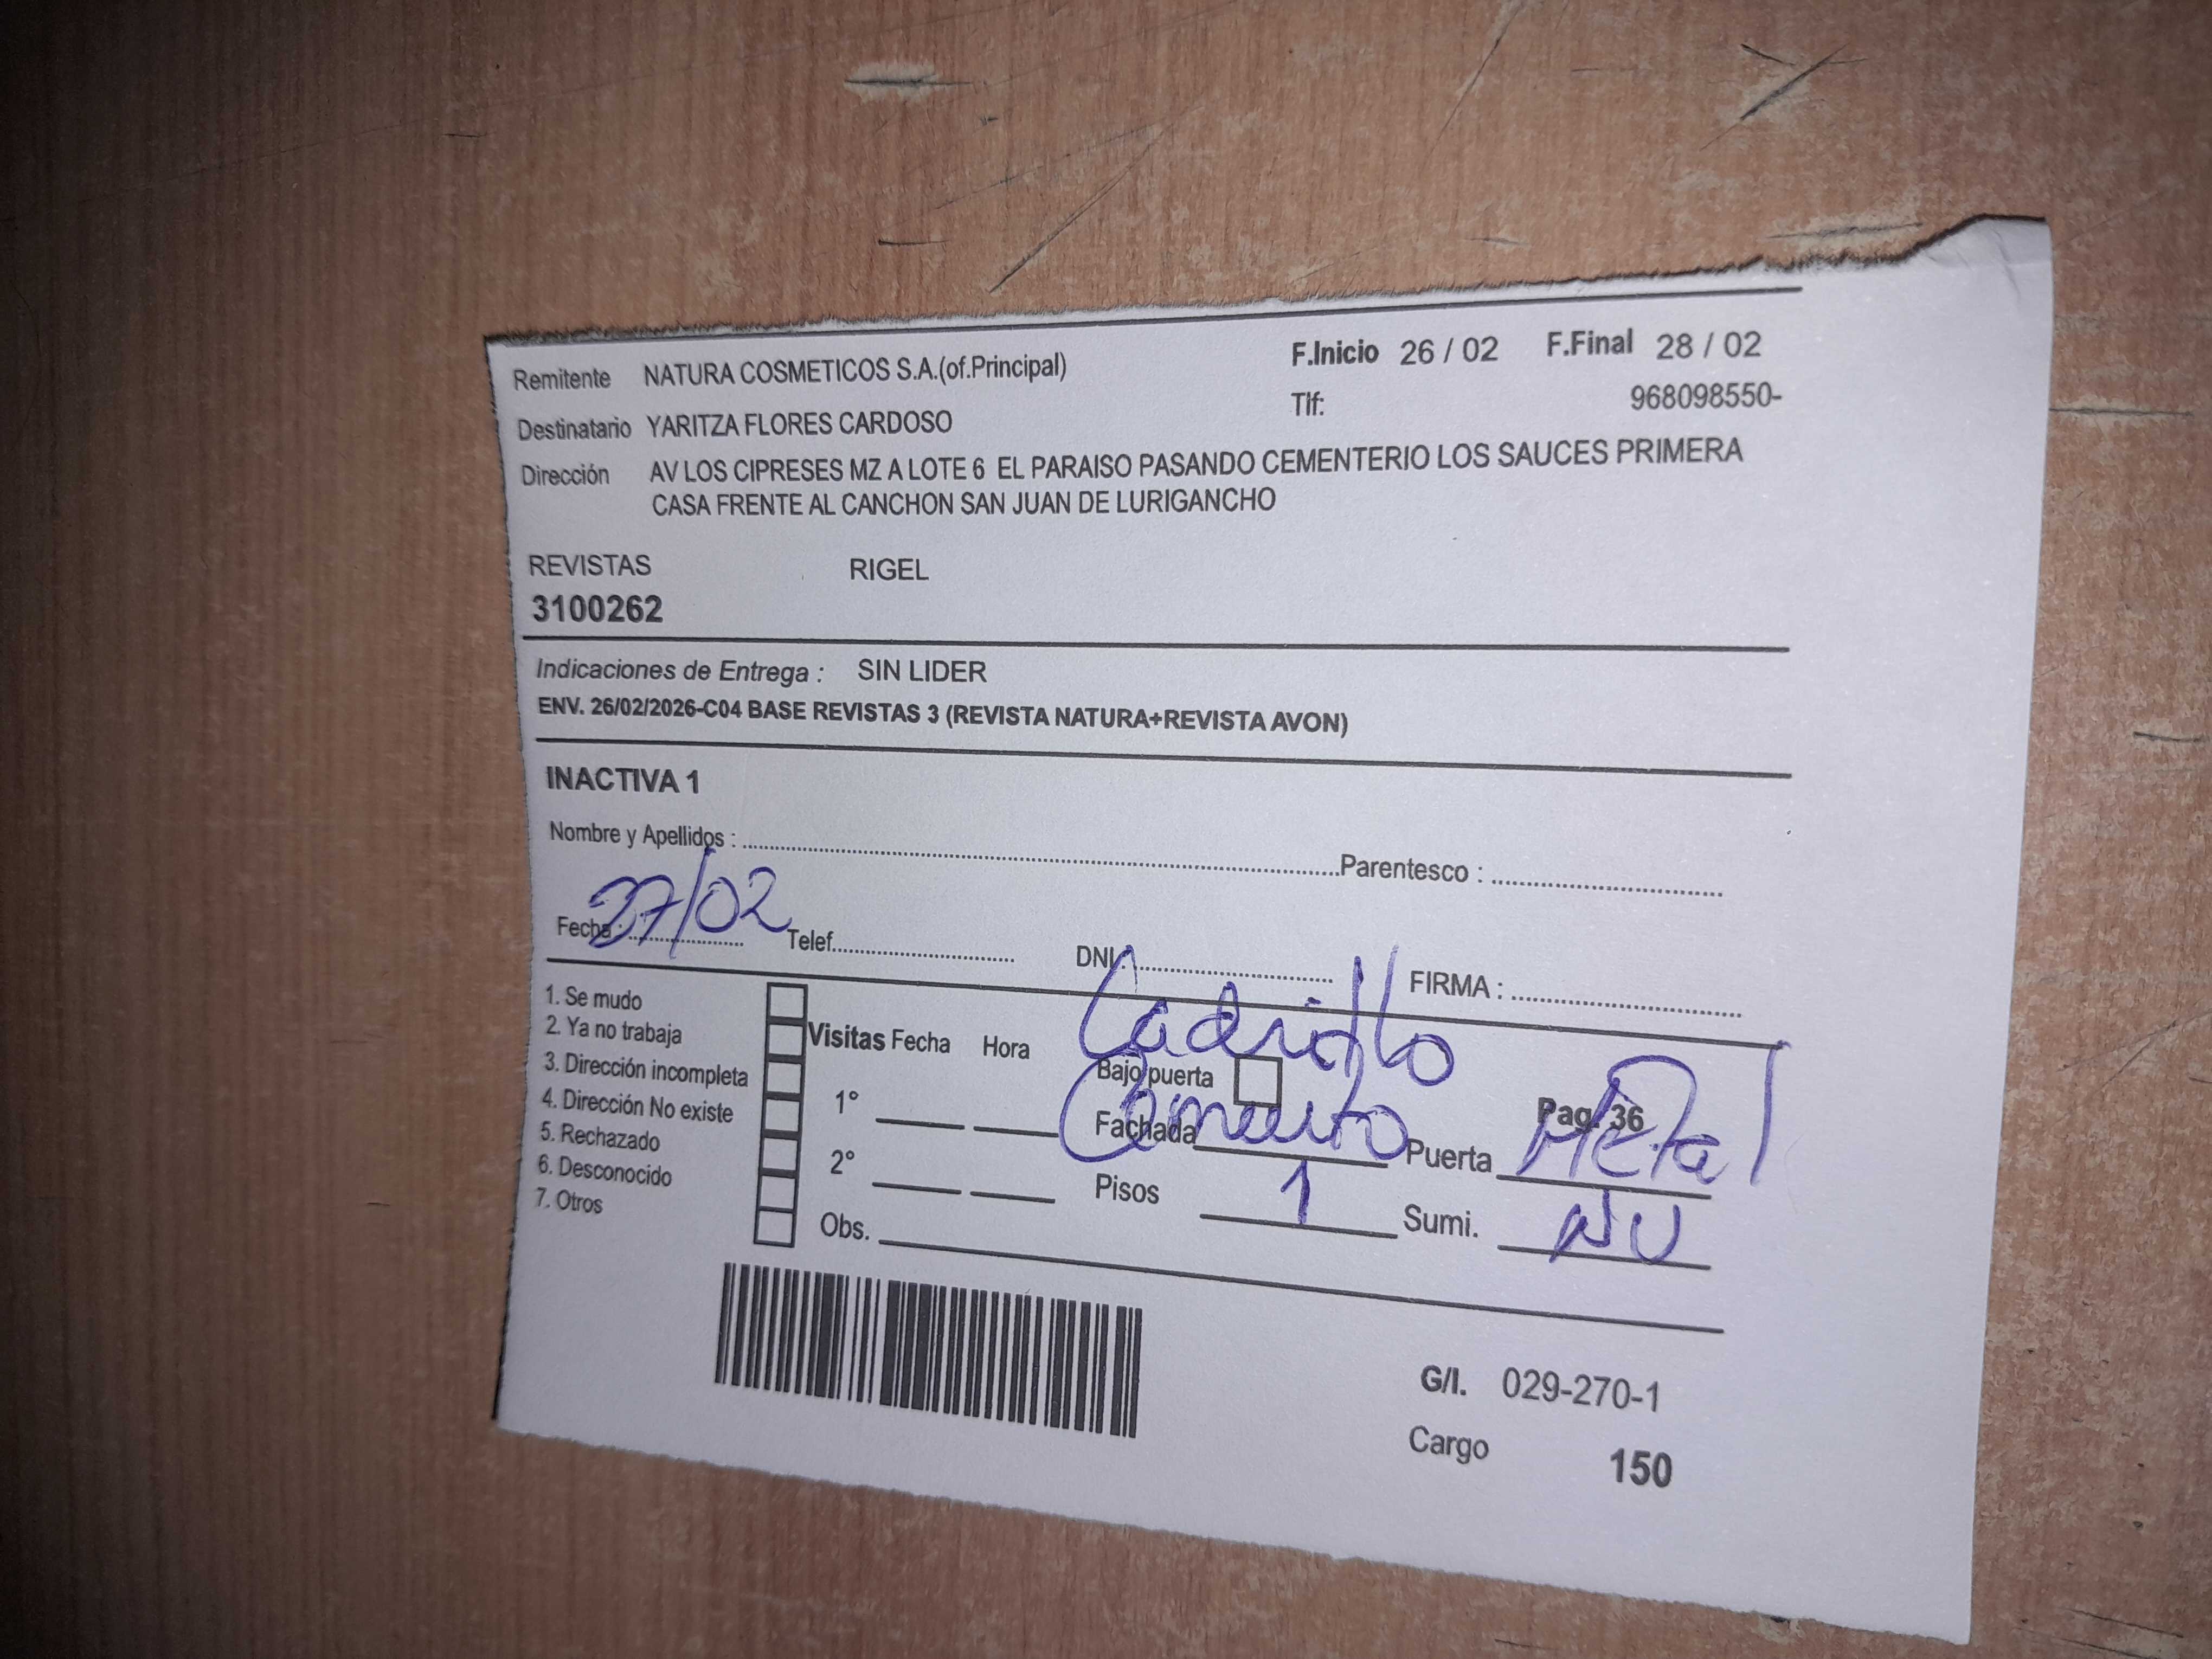 Remitente NATURA COSMETICOS S.A.(of.Principal) F.Inicio 26 / 02 F.Final 28 / 02
Destinatario YARITZA FLORES CARDOSO Tlf: 968098550-
Dirección AV LOS CIPRESES MZ A LOTE 6 EL PARAISO PASANDO CEMENTERIO LOS SAUCES PRIMERA
CASA FRENTE AL CANCHON SAN JUAN DE LURIGANCHO
REVISTAS RIGEL
3100262
Indicaciones de Entrega : SIN LIDER
ENV. 26/02/2026-C04 BASE REVISTAS 3 (REVISTA NATURA+REVISTA AVON)
INACTIVA 1
Nombre y Apellidos : Parentesco :
Fecha : 27/02 Telef. DNI : FIRMA :
1. Se mudo
2. Ya no trabaja
3. Dirección incompleta
4. Dirección No existe
5. Rechazado
6. Desconocido
7. Otros
Visitas Fecha Hora
1°
2°
Obs.
Ladrillo
Bajo puerta Pag. 36
Fachada Cemento Puerta Metal
Pisos 1 Sumi. NU
G/I. 029-270-1
Cargo 150